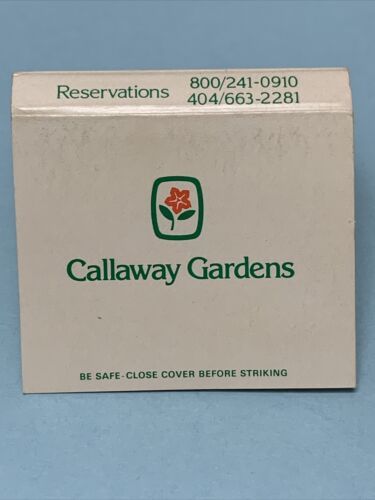 Reservations 800/241-0910
404/663-2281
Callaway Gardens
BE SAFE-CLOSE COVER BEFORE STRIKING